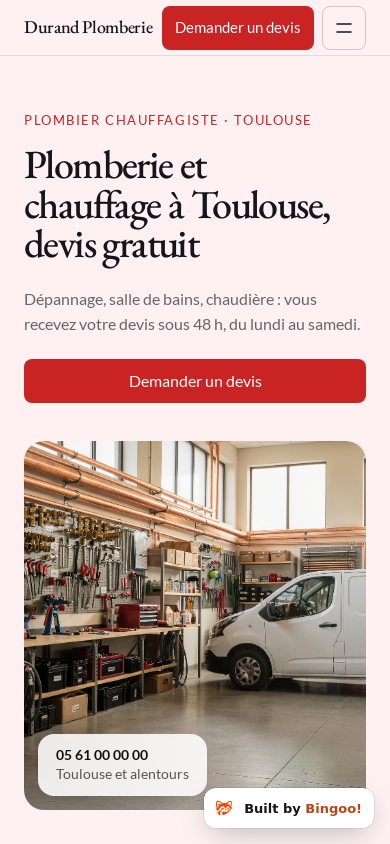 Durand Plomberie
Demander un devis
PLOMBIER CHAUFFAGISTE · TOULOUSE
Plomberie et
chauffage à Toulouse,
devis gratuit
Dépannage, salle de bains, chaudière : vous
recevez votre devis sous 48 h, du lundi au samedi.
Demander un devis
05 61 00 00 00
Toulouse et alentours
Built by Bingoo!